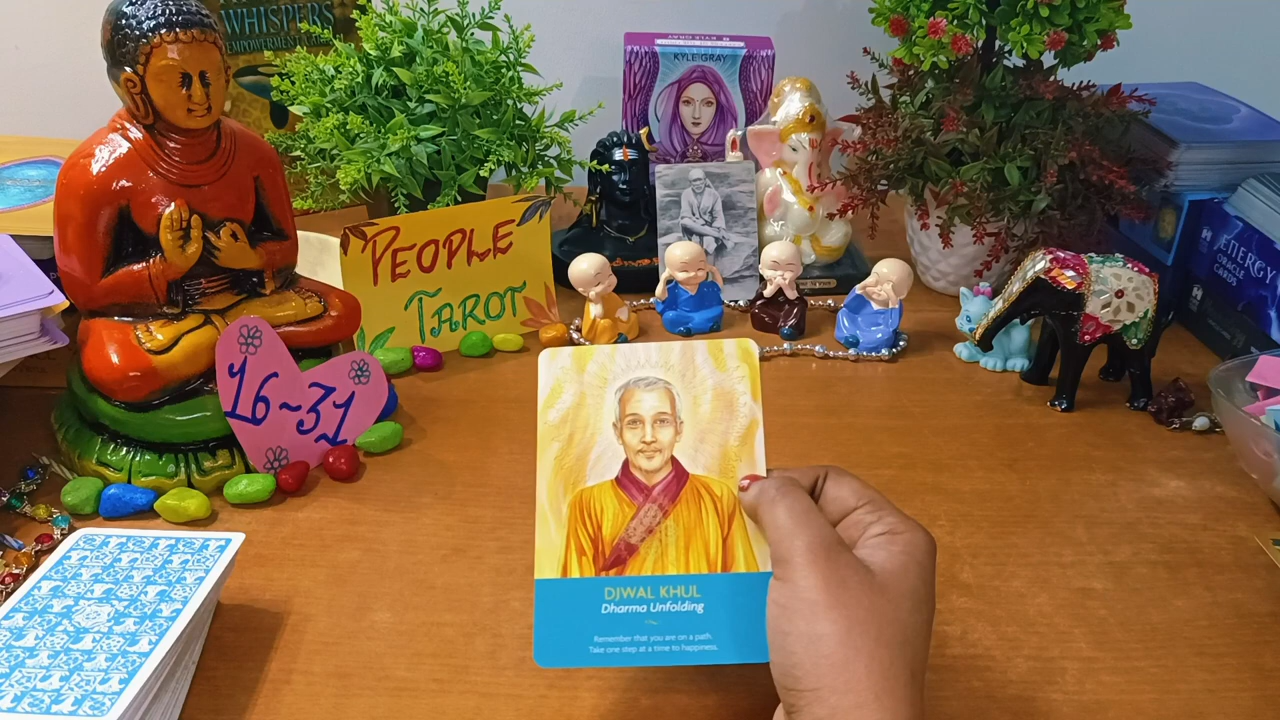 WHISPERS
EMPOWERMENT
KYLE GRAY
PEOPLE
TAROT
16~31
ENERGY
ORACLE
CARDS
DJWAL KHUL
Dharma Unfolding
Remember that you are on a path.
Take one step at a time to happiness.